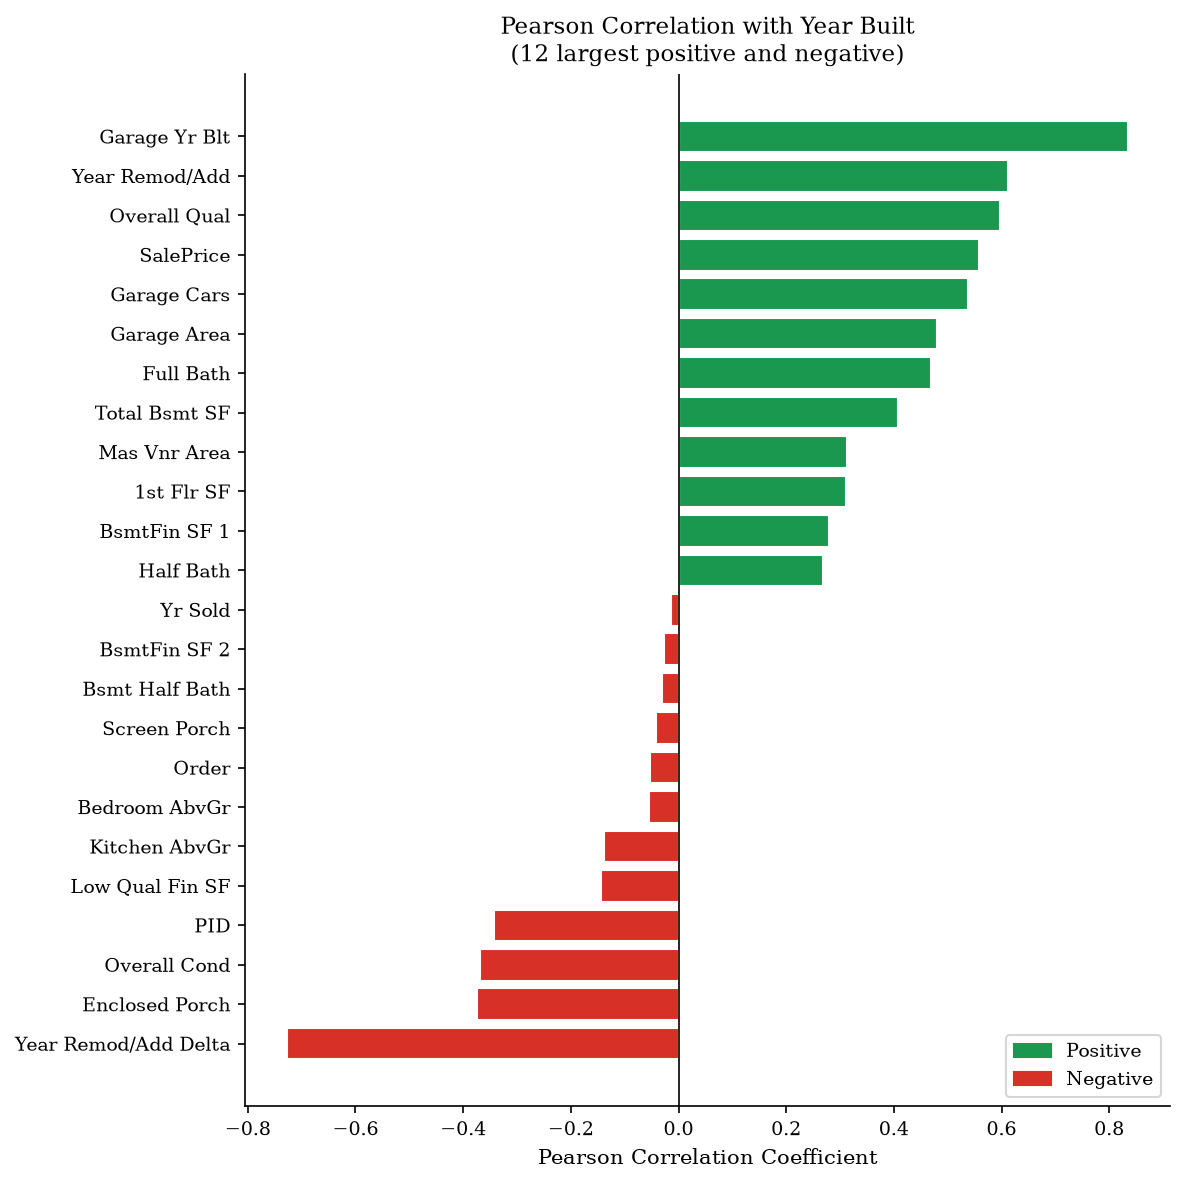 Pearson Correlation with Year Built
(12 largest positive and negative)
Garage Yr Blt
Year Remod/Add
Overall Qual
SalePrice
Garage Cars
Garage Area
Full Bath
Total Bsmt SF
Mas Vnr Area
1st Flr SF
BsmtFin SF 1
Half Bath
Yr Sold
BsmtFin SF 2
Bsmt Half Bath
Screen Porch
Order
Bedroom AbvGr
Kitchen AbvGr
Low Qual Fin SF
PID
Overall Cond
Enclosed Porch
Year Remod/Add Delta
Positive
Negative
−0.8 −0.6 −0.4 −0.2 0.0 0.2 0.4 0.6 0.8
Pearson Correlation Coefficient